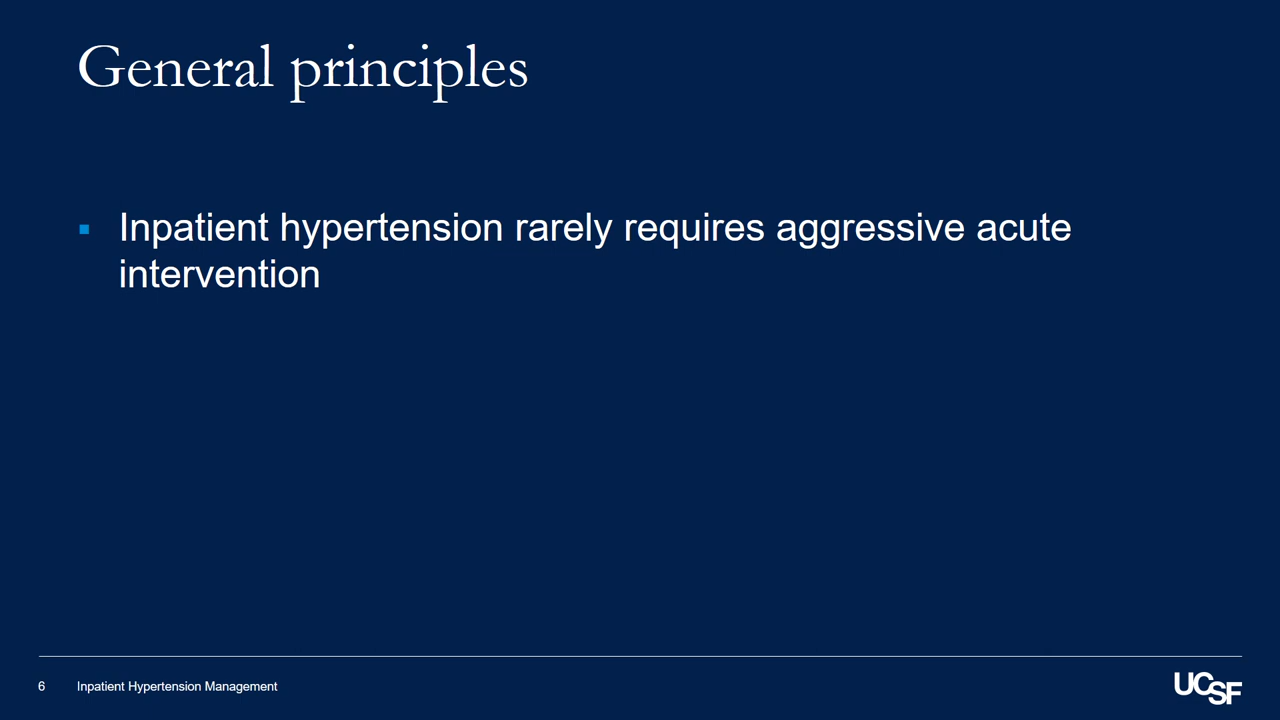 General principles
▪ Inpatient hypertension rarely requires aggressive acute
intervention
6 Inpatient Hypertension Management
UCSF